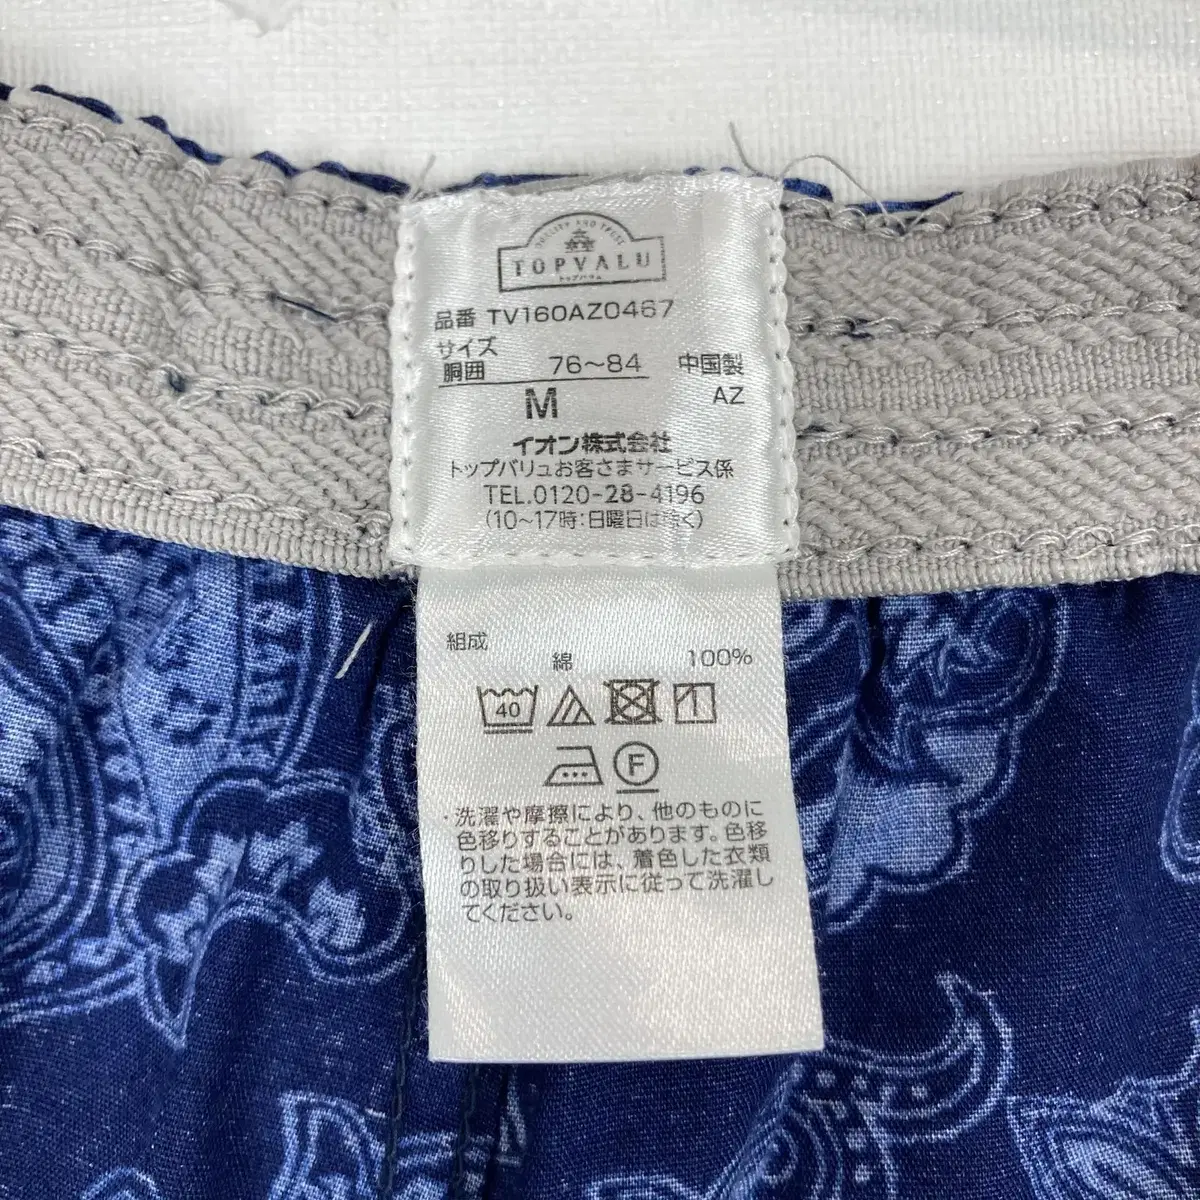 QUALITY AND TRUST
TOPVALU
トップバリュ
品番 TV160AZ0467
サイズ
胴囲 76~84 中国製
M AZ
イオン株式会社
トップバリュお客さまサービス係
TEL.0120-28-4196
(10~17時:日曜日は除く)
組成
綿 100%
40
F
・洗濯や摩擦により、他のものに
色移りすることがあります。色移
りした場合には、着色した衣類
の取り扱い表示に従って洗濯し
てください。